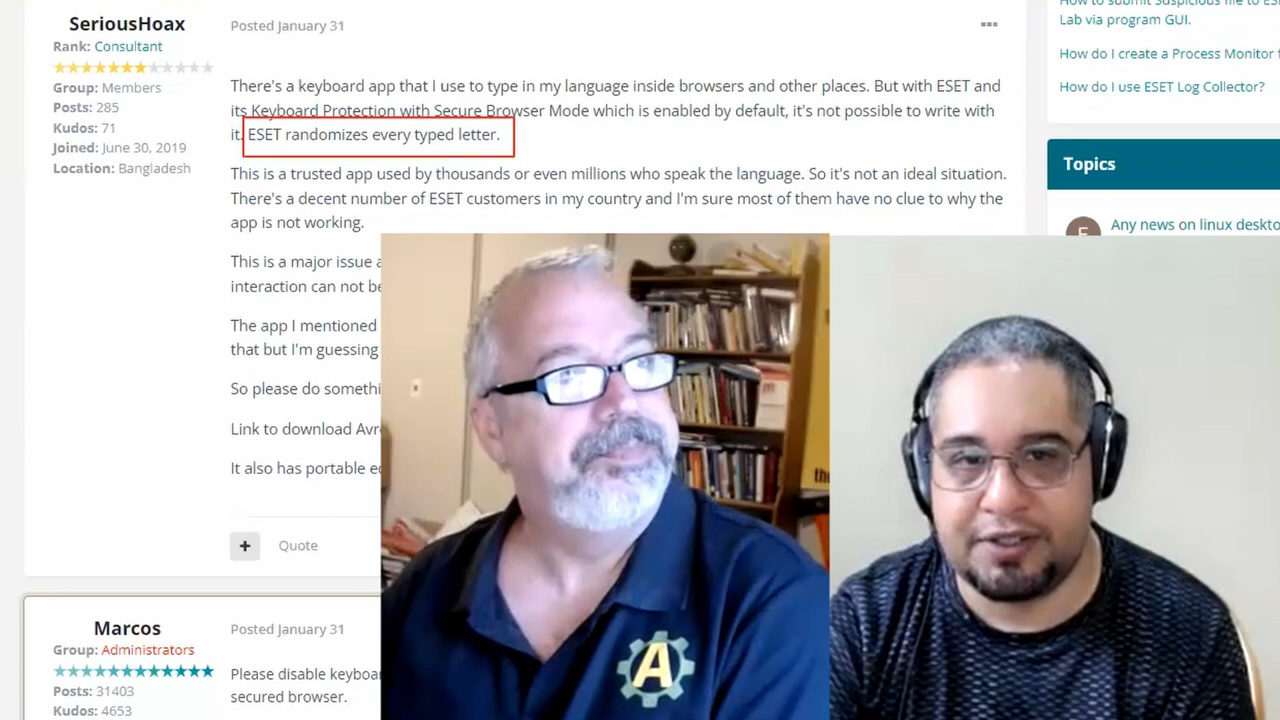 SeriousHoax
Rank: Consultant
Group: Members
Posts: 285
Kudos: 71
Joined: June 30, 2019
Location: Bangladesh
Posted January 31
There's a keyboard app that I use to type in my language inside browsers and other places. But with ESET and
its Keyboard Protection with Secure Browser Mode which is enabled by default, it's not possible to write with
it. ESET randomizes every typed letter.
This is a trusted app used by thousands or even millions who speak the language. So it's not an ideal situation.
There's a decent number of ESET customers in my country and I'm sure most of them have no clue to why the
app is not working.
This is a major issue
interaction can not be
The app I mentioned
that but I'm guessing
So please do
Link to download
It also has portable
+ Quote
Marcos
Group: Administrators
Posts: 31403
Kudos: 4653
Posted January 31
Please disable
secured browser.
Lab via program GUI.
How do I create a Process Monitor
How do I use ESET Log Collector?
Topics
Any news on linux
A